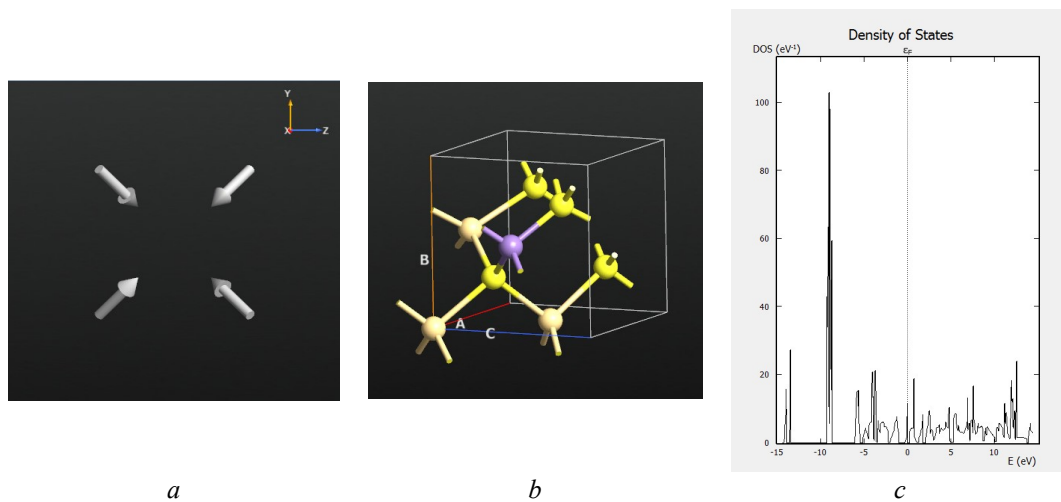 Y
X
Z
a
B
A
C
b
Density of States
DOS (eV⁻¹)
εF
100
80
60
40
20
0
-15
-10
-5
0
5
10
E (eV)
c